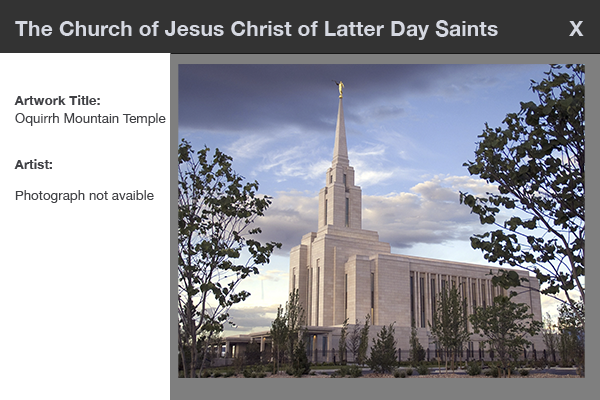 The Church of Jesus Christ of Latter Day Saints X
Artwork Title:
Oquirrh Mountain Temple
Artist:
Photograph not avaible